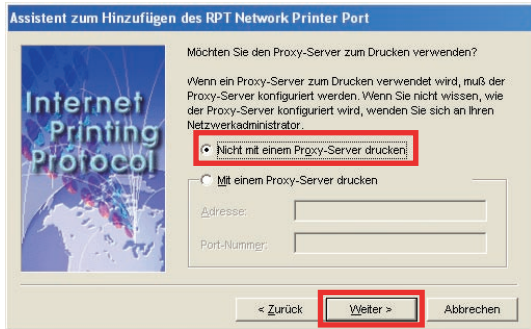 Assistent zum Hinzufügen des RPT Network Printer Port
Internet
Printing
Protocol
Möchten Sie den Proxy-Server zum Drucken verwenden?
Wenn ein Proxy-Server zum Drucken verwendet wird, muß der
Proxy-Server konfiguriert werden. Wenn Sie nicht wissen, wie
der Proxy-Server konfiguriert wird, wenden Sie sich an Ihren
Netzwerkadministrator.
Nicht mit einem Proxy-Server drucken
Mit einem Proxy-Server drucken
Adresse:
Port-Nummer:
< Zurück
Weiter >
Abbrechen